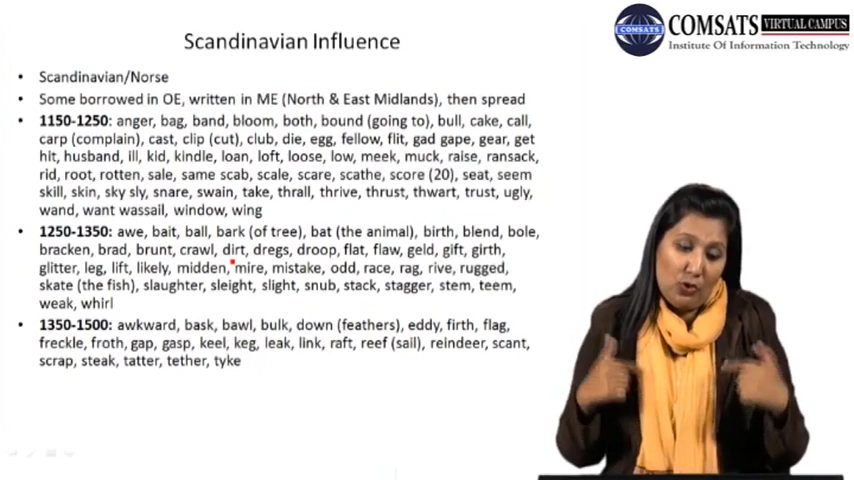 COMSATS VIRTUAL CAMPUS
COMSATS
Institute Of Information Technology
Scandinavian Influence
• Scandinavian/Norse
• Some borrowed in OE, written in ME (North & East Midlands), then spread
• 1150-1250: anger, bag, band, bloom, both, bound (going to), bull, cake, call,
carp (complain), cast, clip (cut), club, die, egg, fellow, flit, gad gape, gear, get
hit, husband, ill, kid, kindle, loan, loft, loose, low, meek, muck, raise, ransack,
rid, root, rotten, sale, same scab, scale, scare, scathe, score (20), seat, seem
skill, skin, sky sly, snare, swain, take, thrall, thrive, thrust, thwart, trust, ugly,
wand, want wassail, window, wing
• 1250-1350: awe, bait, ball, bark (of tree), bat (the animal), birth, blend, bole,
bracken, brad, brunt, crawl, dirt, dregs, droop, flat, flaw, geld, gift, girth,
glitter, leg, lift, likely, midden, mire, mistake, odd, race, rag, rive, rugged,
skate (the fish), slaughter, sleight, slight, snub, stack, stagger, stem, teem,
weak, whirl
• 1350-1500: awkward, bask, bawl, bulk, down (feathers), eddy, firth, flag,
freckle, froth, gap, gasp, keel, keg, leak, link, raft, reef (sail), reindeer, scant,
scrap, steak, tatter, tether, tyke